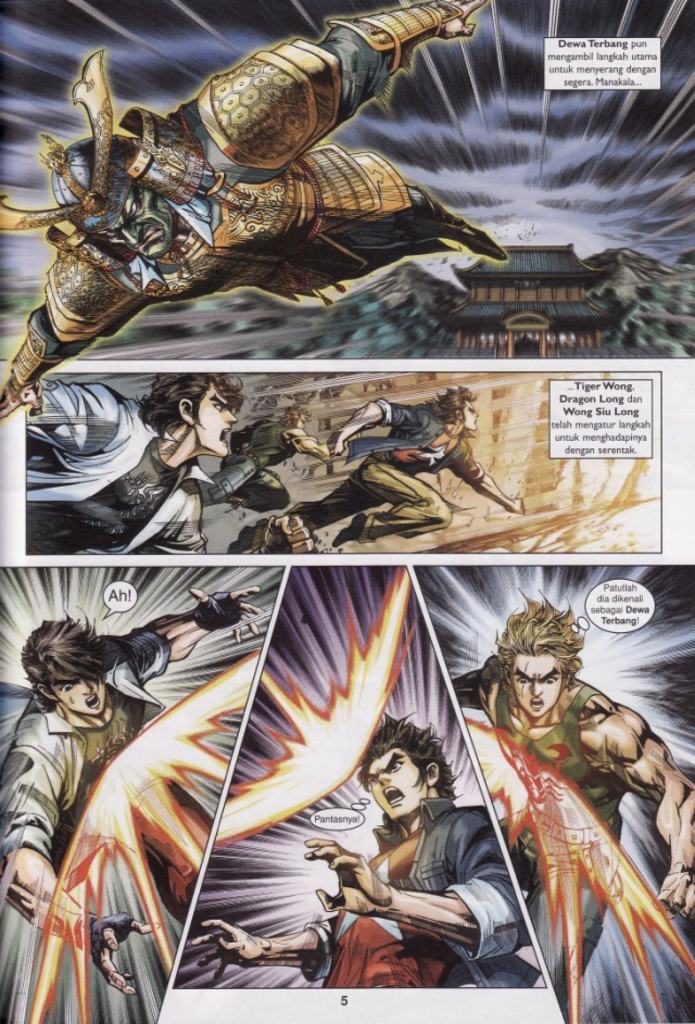 Dewa Terbang pun
mengambil langkah utama
untuk menyerang dengan
segera. Manakala...
...Tiger Wong,
Dragon Long dan
Wong Siu Long
telah mengatur langkah
untuk menghadapinya
dengan serentak.
Ah!
Pantasnya!
Patutlah
dia dikenali
sebagai Dewa
Terbang!
5